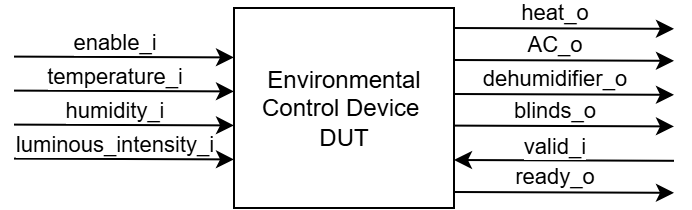 enable_i
temperature_i
humidity_i
luminous_intensity_i
Environmental
Control Device
DUT
heat_o
AC_o
dehumidifier_o
blinds_o
valid_i
ready_o